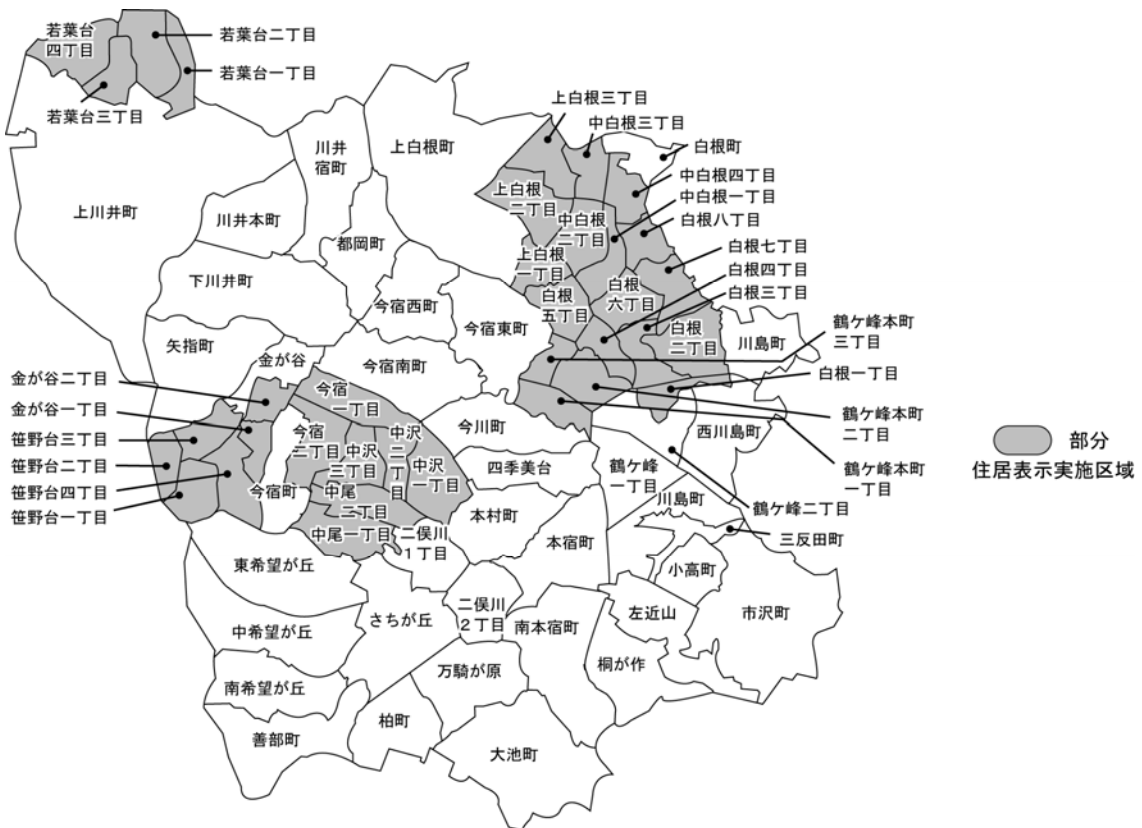 若葉台
四丁目
若葉台二丁目
若葉台一丁目
若葉台三丁目
上白根三丁目
中白根三丁目
白根町
中白根四丁目
中白根一丁目
白根八丁目
白根七丁目
白根四丁目
白根三丁目
川井
宿町
上白根町
上白根
二丁目
中白根
二丁目
上川井町
川井本町
都岡町
上白根
一丁目
下川井町
白根
六丁目
白根
五丁目
今宿西町
今宿東町
白根
二丁目
川島町
鶴ケ峰本町
三丁目
矢指町
金が谷
今宿南町
白根一丁目
金が谷二丁目
金が谷一丁目
笹野台三丁目
笹野台二丁目
笹野台四丁目
笹野台一丁目
今宿
一丁目
今宿
二丁目
中沢
三丁目
中沢
二丁目
中沢
一丁目
今川町
鶴ケ峰本町
二丁目
西川島町
部分
住居表示実施区域
四季美台
鶴ケ峰
一丁目
鶴ケ峰本町
一丁目
今宿町
中尾
二丁目
中尾一丁目
本村町
川島町
鶴ケ峰二丁目
二俣川
1丁目
本宿町
三反田町
東希望が丘
小高町
さちが丘
二俣川
2丁目
南本宿町
左近山
市沢町
中希望が丘
桐が作
万騎が原
南希望が丘
柏町
善部町
大池町